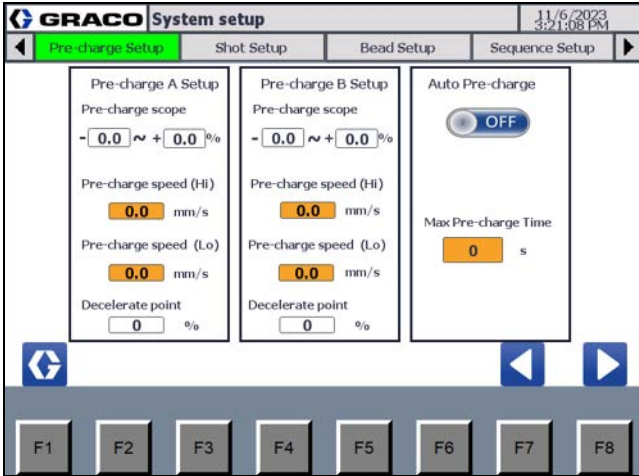 GRACO System setup 11/6/2023
3:21:08 PM
Pre-charge Setup Shot Setup Bead Setup Sequence Setup
Pre-charge A Setup
Pre-charge scope
- 0.0 ~ + 0.0 %
Pre-charge speed (Hi)
0.0 mm/s
Pre-charge speed (Lo)
0.0 mm/s
Decelerate point
0 %
Pre-charge B Setup
Pre-charge scope
- 0.0 ~ + 0.0 %
Pre-charge speed (Hi)
0.0 mm/s
Pre-charge speed (Lo)
0.0 mm/s
Decelerate point
0 %
Auto Pre-charge
OFF
Max Pre-charge Time
0 s
F1 F2 F3 F4 F5 F6 F7 F8